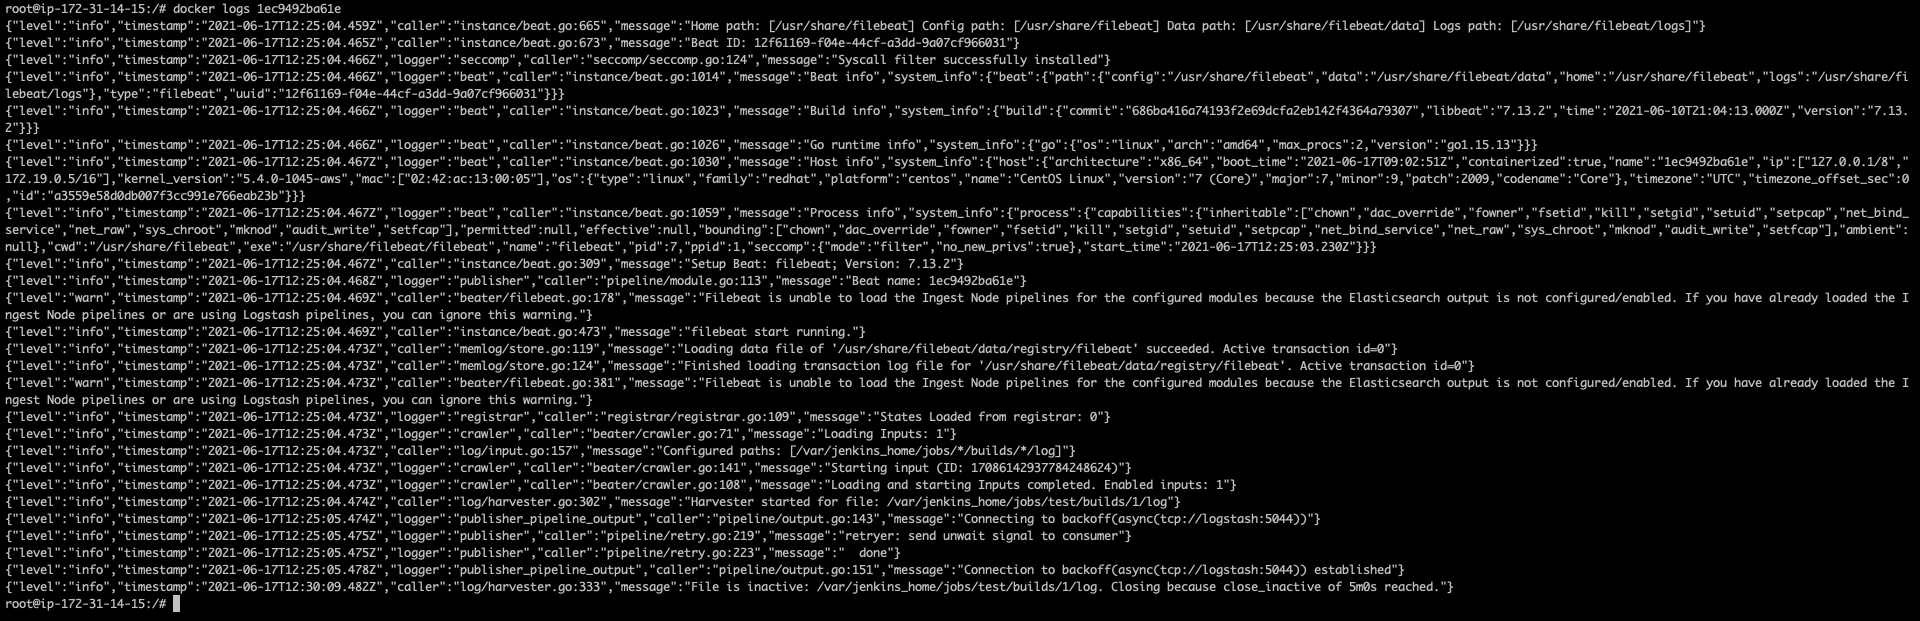 root@ip-172-31-14-15:/# docker logs 1ec9492ba61e
{"level":"info","timestamp":"2021-06-17T12:25:04.459Z","caller":"instance/beat.go:665","message":"Home path: [/usr/share/filebeat] Config path: [/usr/share/filebeat] Data path: [/usr/share/filebeat/data] Logs path: [/usr/share/filebeat/logs]"}
{"level":"info","timestamp":"2021-06-17T12:25:04.465Z","caller":"instance/beat.go:673","message":"Beat ID: 12f61169-f04e-44cf-a3dd-9a07cf966031"}
{"level":"info","timestamp":"2021-06-17T12:25:04.466Z","logger":"seccomp","caller":"seccomp/seccomp.go:124","message":"Syscall filter successfully installed"}
{"level":"info","timestamp":"2021-06-17T12:25:04.466Z","logger":"beat","caller":"instance/beat.go:1014","message":"Beat info","system_info":{"beat":{"path":{"config":"/usr/share/filebeat","data":"/usr/share/filebeat/data","home":"/usr/share/filebeat","logs":"/usr/share/fi
lebeat/logs"},"type":"filebeat","uuid":"12f61169-f04e-44cf-a3dd-9a07cf966031"}}}
{"level":"info","timestamp":"2021-06-17T12:25:04.466Z","logger":"beat","caller":"instance/beat.go:1023","message":"Build info","system_info":{"build":{"commit":"686ba416a74193f2e69dcfa2eb142f4364a79307","libbeat":"7.13.2","time":"2021-06-10T21:04:13.000Z","version":"7.13.
2"}}}
{"level":"info","timestamp":"2021-06-17T12:25:04.466Z","logger":"beat","caller":"instance/beat.go:1026","message":"Go runtime info","system_info":{"go":{"os":"linux","arch":"amd64","max_procs":2,"version":"go1.15.13"}}}
{"level":"info","timestamp":"2021-06-17T12:25:04.467Z","logger":"beat","caller":"instance/beat.go:1030","message":"Host info","system_info":{"host":{"architecture":"x86_64","boot_time":"2021-06-17T09:02:51Z","containerized":true,"name":"1ec9492ba61e","ip":["127.0.0.1/8","
172.19.0.5/16"],"kernel_version":"5.4.0-1045-aws","mac":["02:42:ac:13:00:05"],"os":{"type":"linux","family":"redhat","platform":"centos","name":"CentOS Linux","version":"7 (Core)","major":7,"minor":9,"patch":2009,"codename":"Core"},"timezone":"UTC","timezone_offset_sec":0
,"id":"a3559e58d0db007f3cc991e766eab23b"}}}
{"level":"info","timestamp":"2021-06-17T12:25:04.467Z","logger":"beat","caller":"instance/beat.go:1059","message":"Process info","system_info":{"process":{"capabilities":{"inheritable":["chown","dac_override","fowner","fsetid","kill","setgid","setuid","setpcap","net_bind_
service","net_raw","sys_chroot","mknod","audit_write","setfcap"],"permitted":null,"effective":null,"bounding":["chown","dac_override","fowner","fsetid","kill","setgid","setuid","setpcap","net_bind_service","net_raw","sys_chroot","mknod","audit_write","setfcap"],"ambient":
null},"cwd":"/usr/share/filebeat","exe":"/usr/share/filebeat/filebeat","name":"filebeat","pid":7,"ppid":1,"seccomp":{"mode":"filter","no_new_privs":true},"start_time":"2021-06-17T12:25:03.230Z"}}}
{"level":"info","timestamp":"2021-06-17T12:25:04.467Z","caller":"instance/beat.go:309","message":"Setup Beat: filebeat; Version: 7.13.2"}
{"level":"info","timestamp":"2021-06-17T12:25:04.468Z","logger":"publisher","caller":"pipeline/module.go:113","message":"Beat name: 1ec9492ba61e"}
{"level":"warn","timestamp":"2021-06-17T12:25:04.469Z","caller":"beater/filebeat.go:178","message":"Filebeat is unable to load the Ingest Node pipelines for the configured modules because the Elasticsearch output is not configured/enabled. If you have already loaded the I
ngest Node pipelines or are using Logstash pipelines, you can ignore this warning."}
{"level":"info","timestamp":"2021-06-17T12:25:04.469Z","caller":"instance/beat.go:473","message":"filebeat start running."}
{"level":"info","timestamp":"2021-06-17T12:25:04.473Z","caller":"memlog/store.go:119","message":"Loading data file of '/usr/share/filebeat/data/registry/filebeat' succeeded. Active transaction id=0"}
{"level":"info","timestamp":"2021-06-17T12:25:04.473Z","caller":"memlog/store.go:124","message":"Finished loading transaction log file for '/usr/share/filebeat/data/registry/filebeat'. Active transaction id=0"}
{"level":"warn","timestamp":"2021-06-17T12:25:04.473Z","caller":"beater/filebeat.go:381","message":"Filebeat is unable to load the Ingest Node pipelines for the configured modules because the Elasticsearch output is not configured/enabled. If you have already loaded the I
ngest Node pipelines or are using Logstash pipelines, you can ignore this warning."}
{"level":"info","timestamp":"2021-06-17T12:25:04.473Z","logger":"registrar","caller":"registrar/registrar.go:109","message":"States Loaded from registrar: 0"}
{"level":"info","timestamp":"2021-06-17T12:25:04.473Z","logger":"crawler","caller":"beater/crawler.go:71","message":"Loading Inputs: 1"}
{"level":"info","timestamp":"2021-06-17T12:25:04.473Z","caller":"log/input.go:157","message":"Configured paths: [/var/jenkins_home/jobs/*/builds/*/log]"}
{"level":"info","timestamp":"2021-06-17T12:25:04.473Z","logger":"crawler","caller":"beater/crawler.go:141","message":"Starting input (ID: 17086142937784248624)"}
{"level":"info","timestamp":"2021-06-17T12:25:04.473Z","logger":"crawler","caller":"beater/crawler.go:108","message":"Loading and starting Inputs completed. Enabled inputs: 1"}
{"level":"info","timestamp":"2021-06-17T12:25:04.474Z","caller":"log/harvester.go:302","message":"Harvester started for file: /var/jenkins_home/jobs/test/builds/1/log"}
{"level":"info","timestamp":"2021-06-17T12:25:05.474Z","logger":"publisher_pipeline_output","caller":"pipeline/output.go:143","message":"Connecting to backoff(async(tcp://logstash:5044))"}
{"level":"info","timestamp":"2021-06-17T12:25:05.475Z","logger":"publisher","caller":"pipeline/retry.go:219","message":"retryer: send unwait signal to consumer"}
{"level":"info","timestamp":"2021-06-17T12:25:05.475Z","logger":"publisher","caller":"pipeline/retry.go:223","message":"  done"}
{"level":"info","timestamp":"2021-06-17T12:25:05.478Z","logger":"publisher_pipeline_output","caller":"pipeline/output.go:151","message":"Connection to backoff(async(tcp://logstash:5044)) established"}
{"level":"info","timestamp":"2021-06-17T12:30:09.482Z","caller":"log/harvester.go:333","message":"File is inactive: /var/jenkins_home/jobs/test/builds/1/log. Closing because close_inactive of 5m0s reached."}
root@ip-172-31-14-15:/#